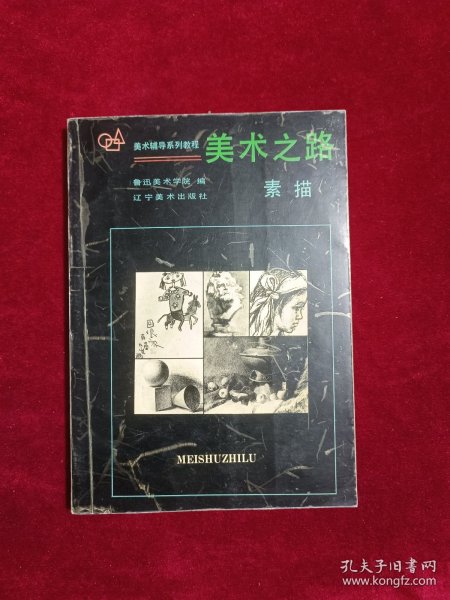 美术辅导系列教程
美术之路
鲁迅美术学院 编
辽宁美术出版社
素描
MEISHUZHILU
孔夫子旧书网
www.kongfz.com